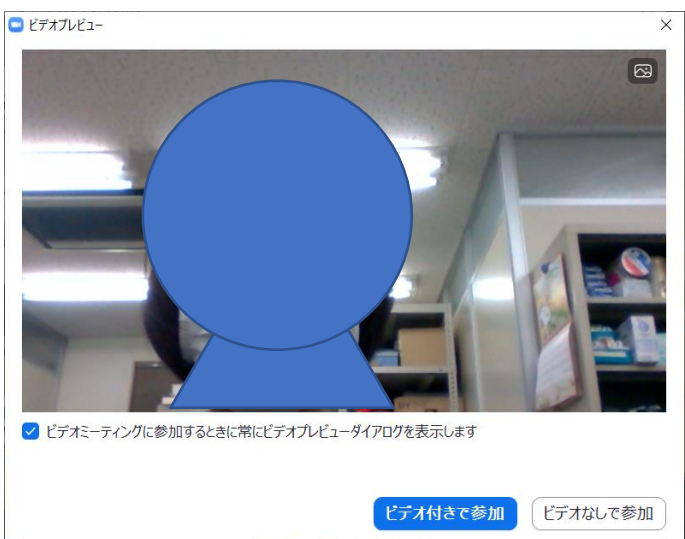 ビデオプレビュー
ビデオミーティングに参加するときに常にビデオプレビューダイアログを表示します
ビデオ付きで参加
ビデオなしで参加